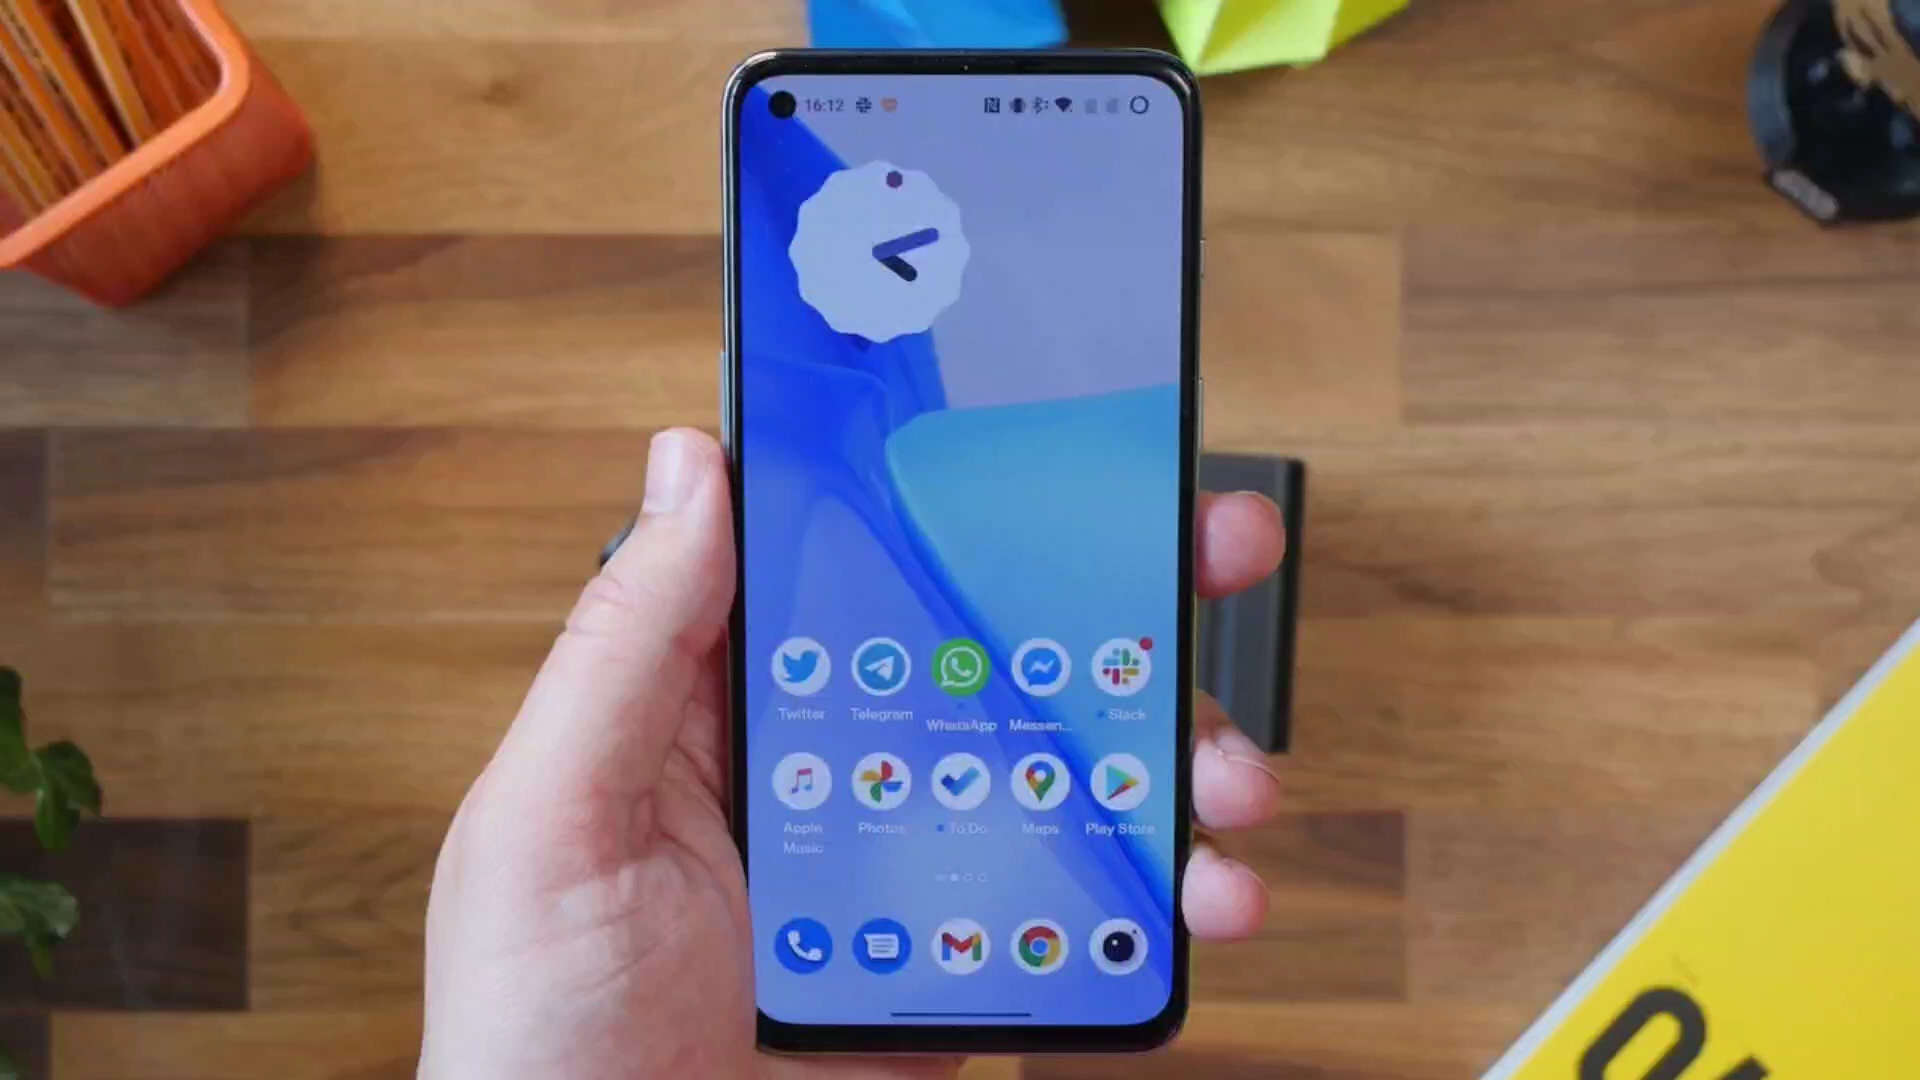 16:12
Twitter Telegram WhatsApp Messen... Slack
Apple Music Photos To Do Maps Play Store